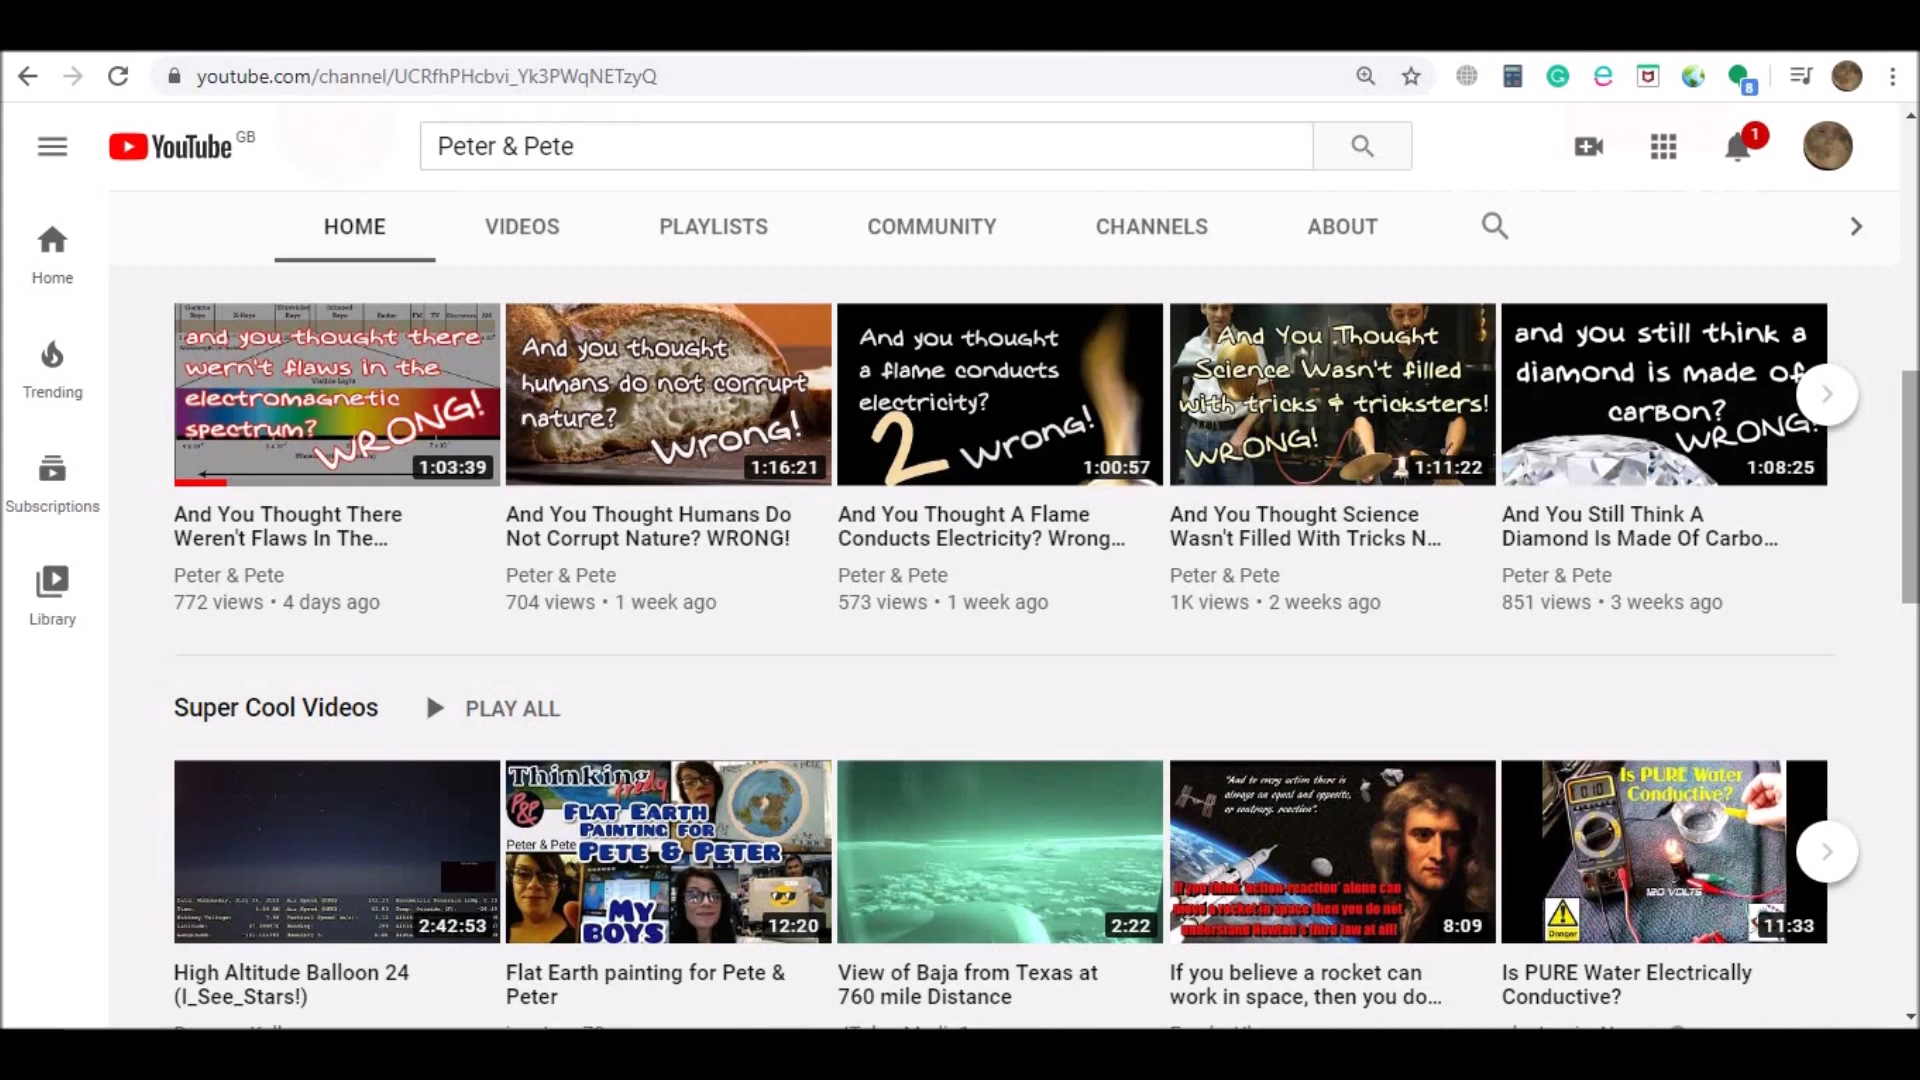 youtube.com/channel/UCRfhPHcbvi_Yk3PWqNETzyQ
8
YouTube GB
Peter & Pete
1
HOME
VIDEOS
PLAYLISTS
COMMUNITY
CHANNELS
ABOUT
Home
Trending
Subscriptions
Library
and you thought there
wern't flaws in the
electromagnetic
spectrum?
WRONG!
1:03:39
And you thought
humans do not corrupt
nature?
Wrong!
1:16:21
And you thought
a flame conducts
electricity?
2 wrong!
1:00:57
And You Thought
Science Wasn't filled
with tricks & tricksters!
WRONG!
1:11:22
and you still think a
diamond is made of
carbon?
WRONG!
1:08:25
And You Thought There
Weren't Flaws In The...
Peter & Pete
772 views • 4 days ago
And You Thought Humans Do
Not Corrupt Nature? WRONG!
Peter & Pete
704 views • 1 week ago
And You Thought A Flame
Conducts Electricity? Wrong...
Peter & Pete
573 views • 1 week ago
And You Thought Science
Wasn't Filled With Tricks N...
Peter & Pete
1K views • 2 weeks ago
And You Still Think A
Diamond Is Made Of Carbo...
Peter & Pete
851 views • 3 weeks ago
Super Cool Videos
PLAY ALL
2:42:53
Thinking
freely
P&P
FLAT EARTH
PAINTING FOR
Peter & Pete
PETE & PETER
MY
BOYS
12:20
2:22
"And to every action there is
always an equal and opposite,
or contrary, reaction".
If you think 'action-reaction' alone can
move a rocket in space then you do not
understand Newton's third law at all!
8:09
Is PURE Water
Conductive?
010
120 VOLTS
Danger
11:33
High Altitude Balloon 24
(I_See_Stars!)
Flat Earth painting for Pete &
Peter
View of Baja from Texas at
760 mile Distance
If you believe a rocket can
work in space, then you do...
Is PURE Water Electrically
Conductive?